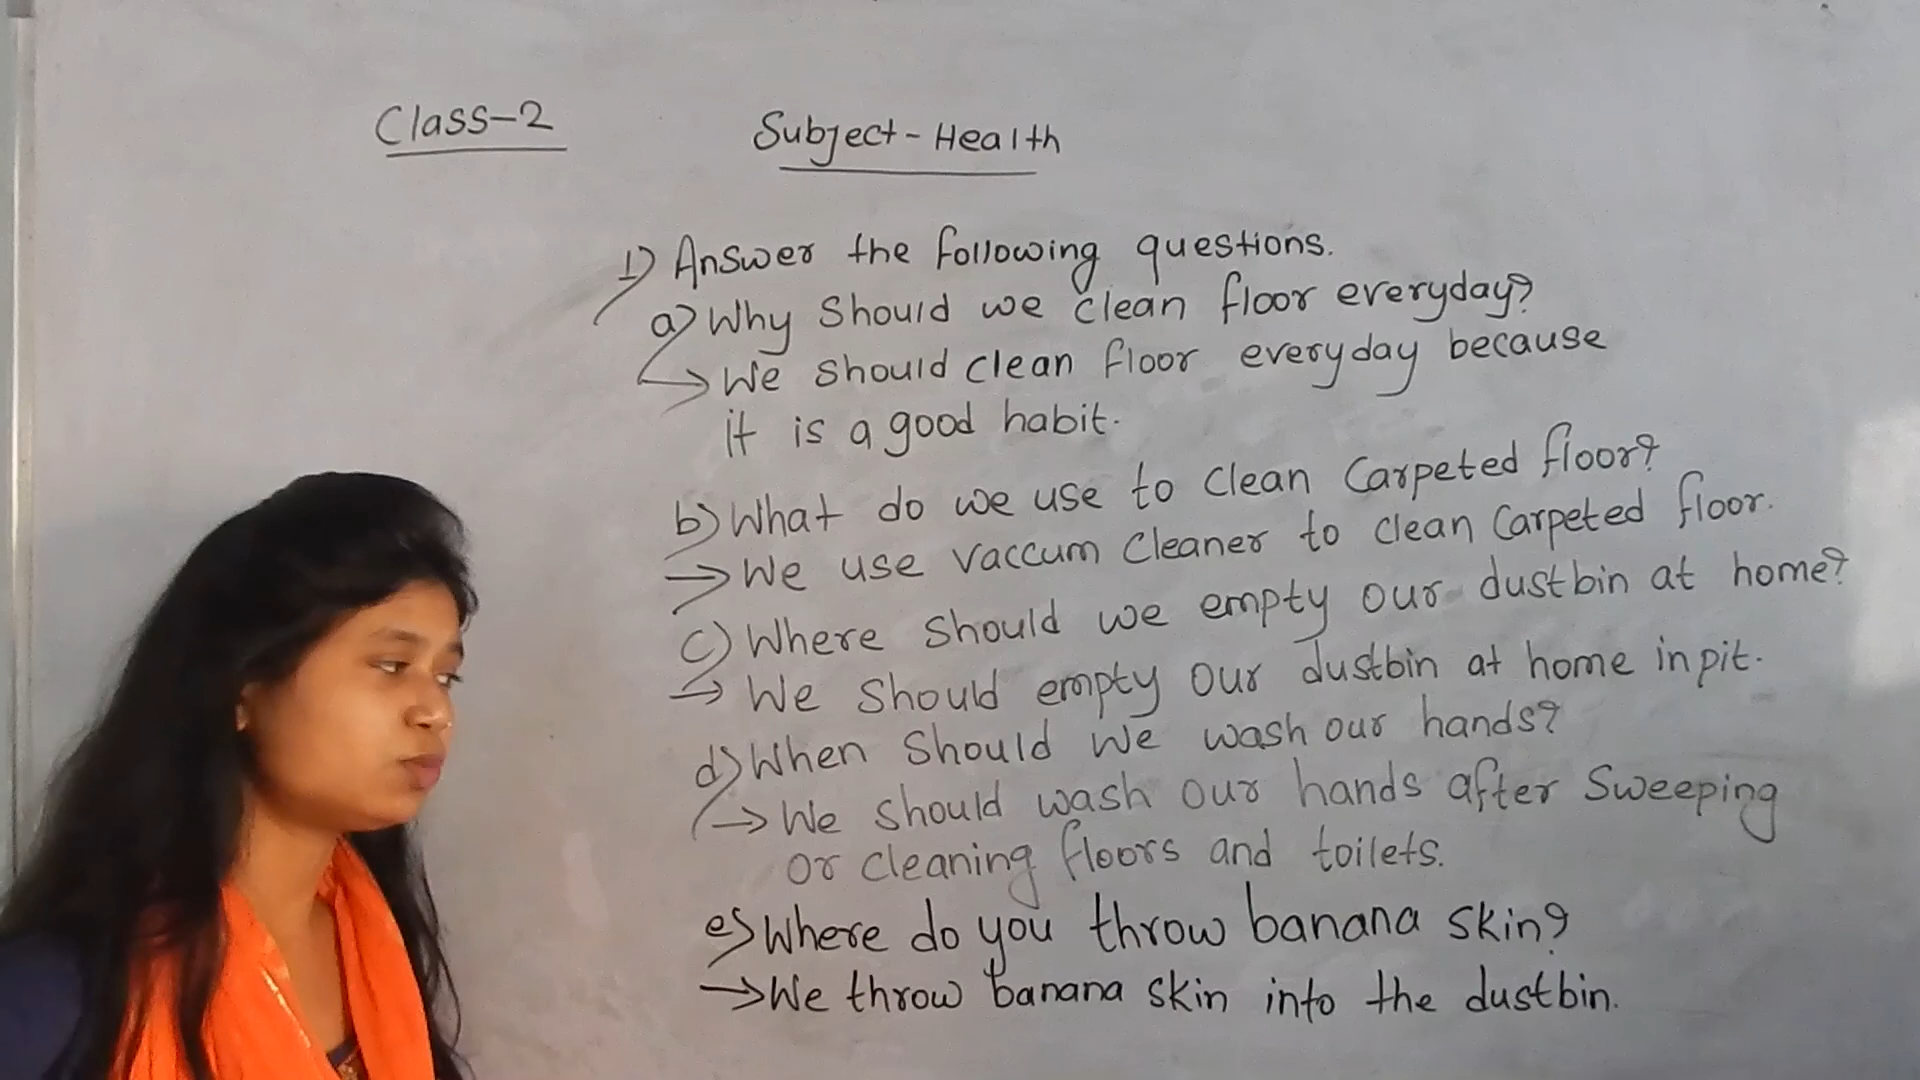 Class-2
Subject-Health
1) Answer the following questions.
a) Why should we clean floor everyday?
→ We should clean floor everyday because
it is a good habit.
b) What do we use to clean carpeted floor?
→ We use vaccum cleaner to clean carpeted floor.
c) Where should we empty our dustbin at home?
→ We should empty our dustbin at home in pit.
d) When should we wash our hands?
→ We should wash our hands after sweeping
or cleaning floors and toilets.
e) Where do you throw banana skin?
→ We throw banana skin into the dustbin.